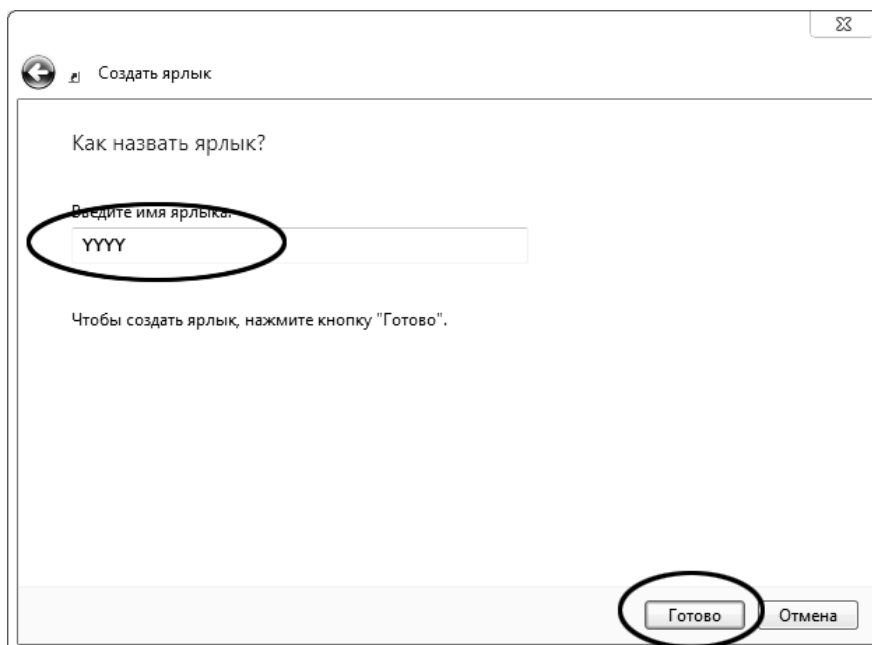 Создать ярлык
Как назвать ярлык?
Введите имя ярлыка:
YYYY
Чтобы создать ярлык, нажмите кнопку "Готово".
Готово
Отмена